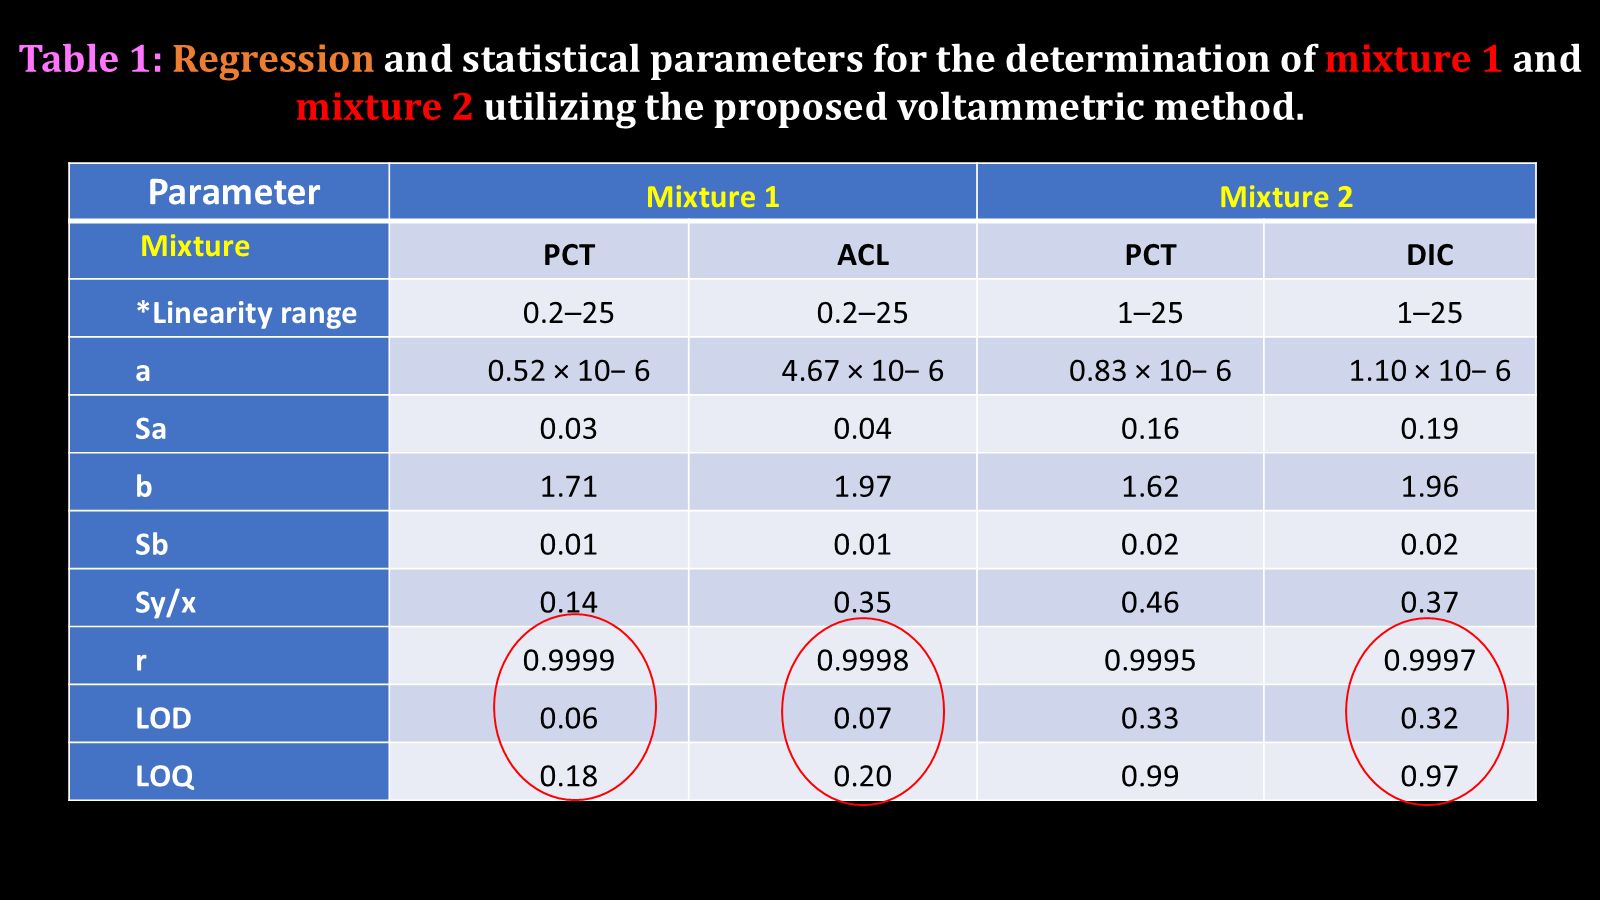 Table 1: Regression and statistical parameters for the determination of mixture 1 and
mixture 2 utilizing the proposed voltammetric method.
Parameter Mixture 1 Mixture 2
Mixture PCT ACL PCT DIC
*Linearity range 0.2–25 0.2–25 1–25 1–25
a 0.52 × 10− 6 4.67 × 10− 6 0.83 × 10− 6 1.10 × 10− 6
Sa 0.03 0.04 0.16 0.19
b 1.71 1.97 1.62 1.96
Sb 0.01 0.01 0.02 0.02
Sy/x 0.14 0.35 0.46 0.37
r 0.9999 0.9998 0.9995 0.9997
LOD 0.06 0.07 0.33 0.32
LOQ 0.18 0.20 0.99 0.97